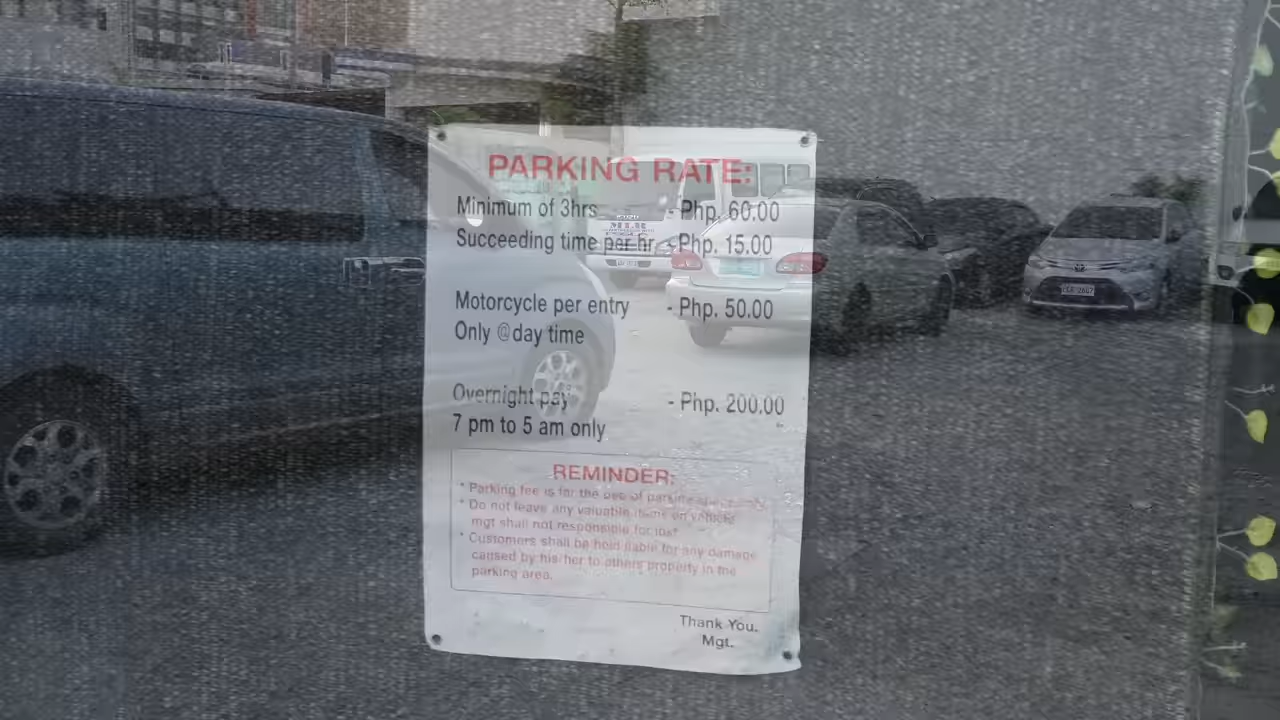 PARKING RATE:
Minimum of 3hrs - Php. 60.00
Succeeding time per hr - Php. 15.00
Motorcycle per entry - Php. 50.00
Only @day time
Overnight pay - Php. 200.00
7 pm to 5 am only
REMINDER:
* Parking fee is for the use of parking space only
* Do not leave any valuable items on vehicle
mgt shall not responsible for lost
* Customers shall be held liable for any damage
caused by his/her to others property in the
parking area.
Thank You.
Mgt.
ISUZU